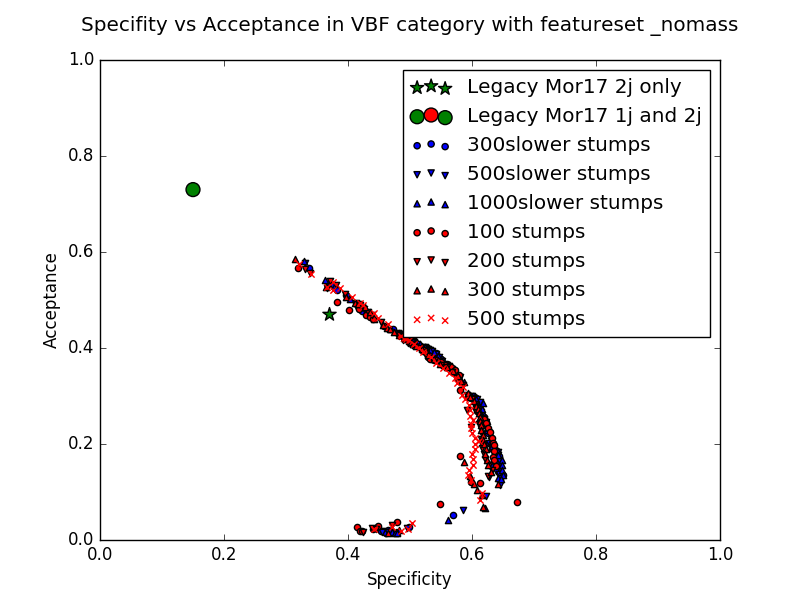 Specifity vs Acceptance in VBF category with featureset _nomass
1.0
0.8
0.6
0.4
0.2
0.0
Acceptance
Legacy Mor17 2j only
Legacy Mor17 1j and 2j
300slower stumps
500slower stumps
1000slower stumps
100 stumps
200 stumps
300 stumps
500 stumps
0.0 0.2 0.4 0.6 0.8 1.0
Specificity